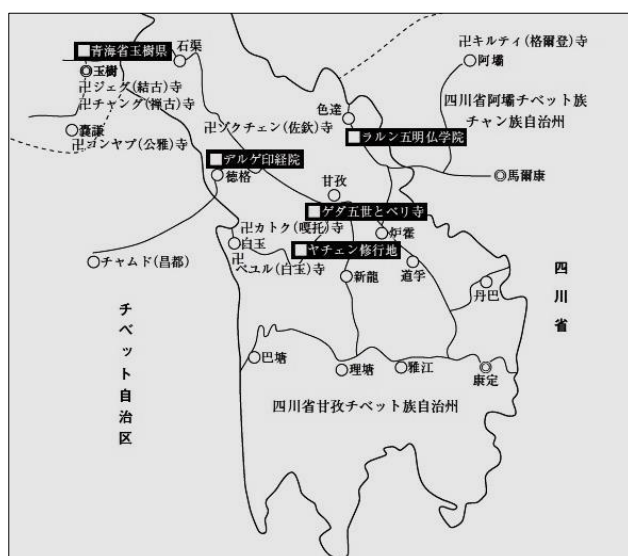 青海省玉樹県
石渠
玉樹
卍ジェグ(結古)寺
卍チャング(禅古)寺
囊謙
卍コンヤブ(公雅)寺
卍キルティ(格爾登)寺
阿壩
四川省阿壩チベット族
チャン族自治州
色達
卍ゾクチェン(佐欽)寺
ラルン五明仏学院
デルゲ印経院
徳格
馬爾康
甘孜
ゲダ五世とベリ寺
卍カトク(嘎托)寺
炉霍
白玉
ヤチェン修行地
卍
ペユル(白玉)寺
チャムド(昌都)
新龍
道孚
丹巴
四川省
チベット自治区
巴塘
理塘
雅江
康定
四川省甘孜チベット族自治州